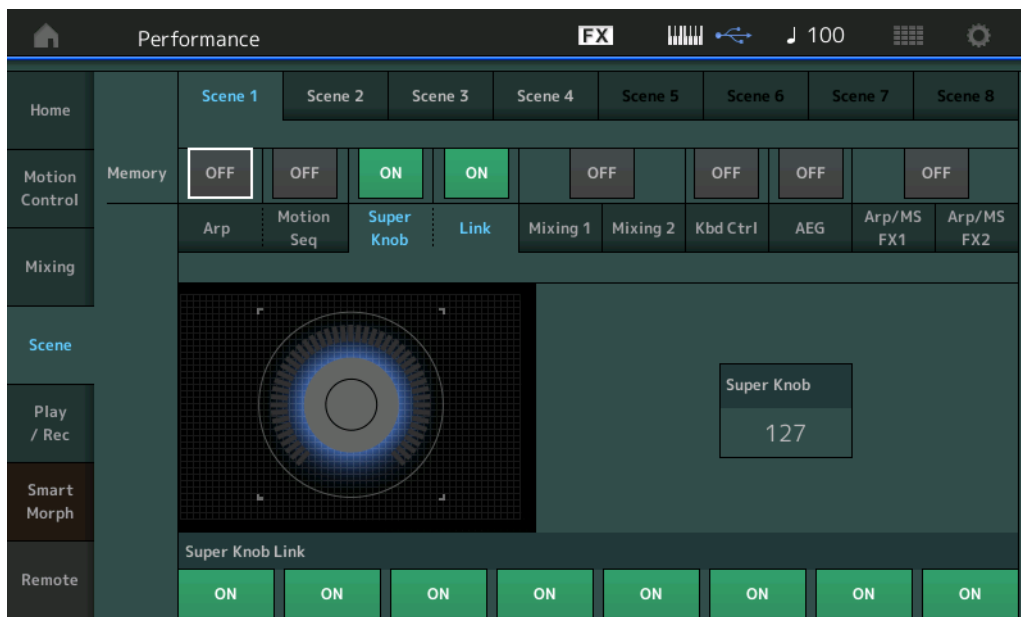 Performance
FX
100
Home
Motion
Control
Mixing
Scene
Play
/ Rec
Smart
Morph
Remote
Scene 1 Scene 2 Scene 3 Scene 4 Scene 5 Scene 6 Scene 7 Scene 8
Memory OFF OFF ON ON OFF OFF OFF OFF
Arp
Motion
Seq
Super
Knob
Link
Mixing 1
Mixing 2
Kbd Ctrl
AEG
Arp/MS
FX1
Arp/MS
FX2
Super Knob
127
Super Knob Link
ON ON ON ON ON ON ON ON